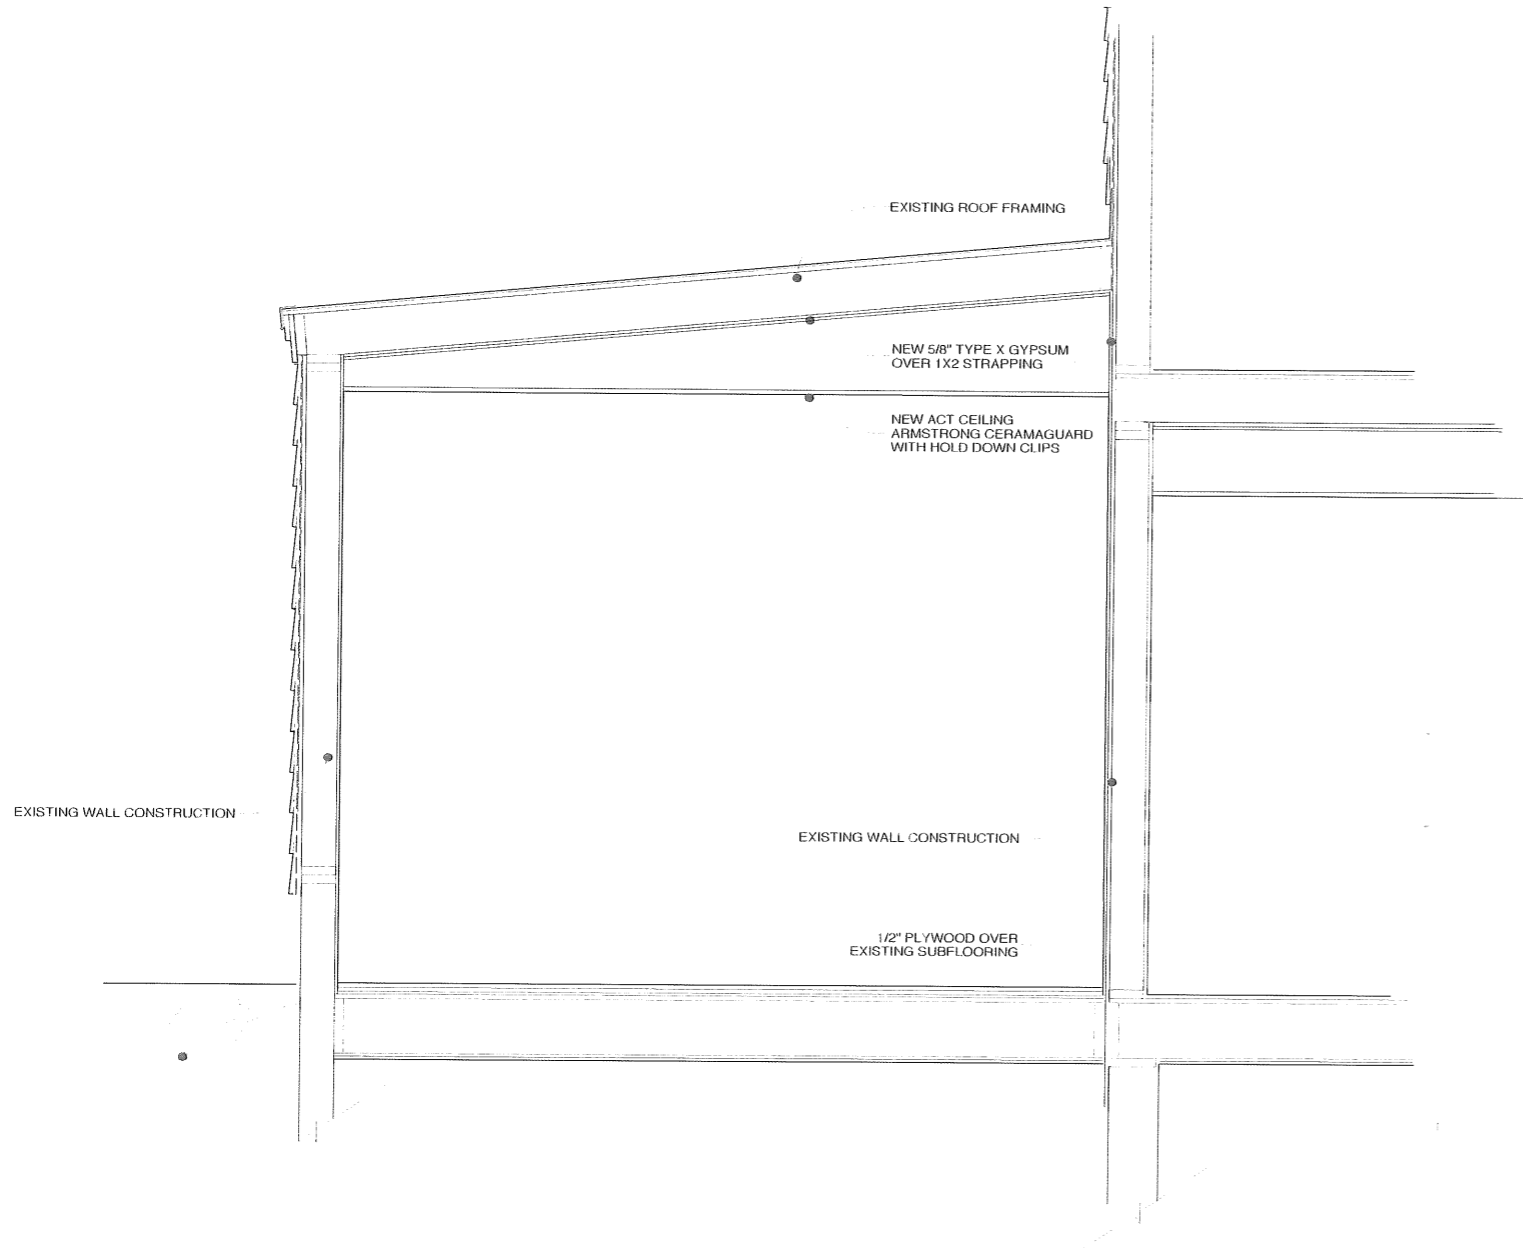 EXISTING ROOF FRAMING
NEW 5/8" TYPE X GYPSUM
OVER 1X2 STRAPPING
NEW ACT CEILING
ARMSTRONG CERAMAGUARD
WITH HOLD DOWN CLIPS
EXISTING WALL CONSTRUCTION
EXISTING WALL CONSTRUCTION
1/2" PLYWOOD OVER
EXISTING SUBFLOORING